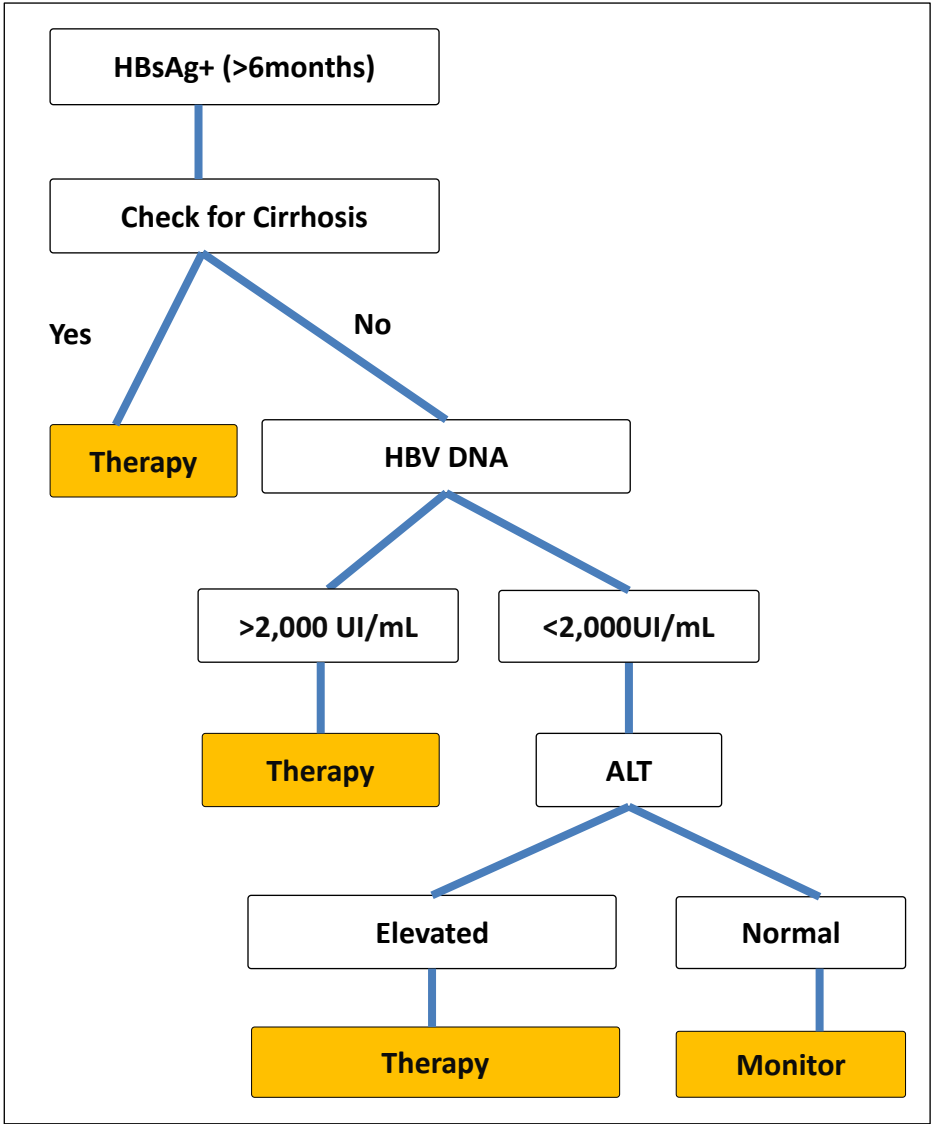 HBsAg+ (>6months)
Check for Cirrhosis
Yes
No
Therapy
HBV DNA
>2,000 UI/mL
<2,000UI/mL
Therapy
ALT
Elevated
Normal
Therapy
Monitor